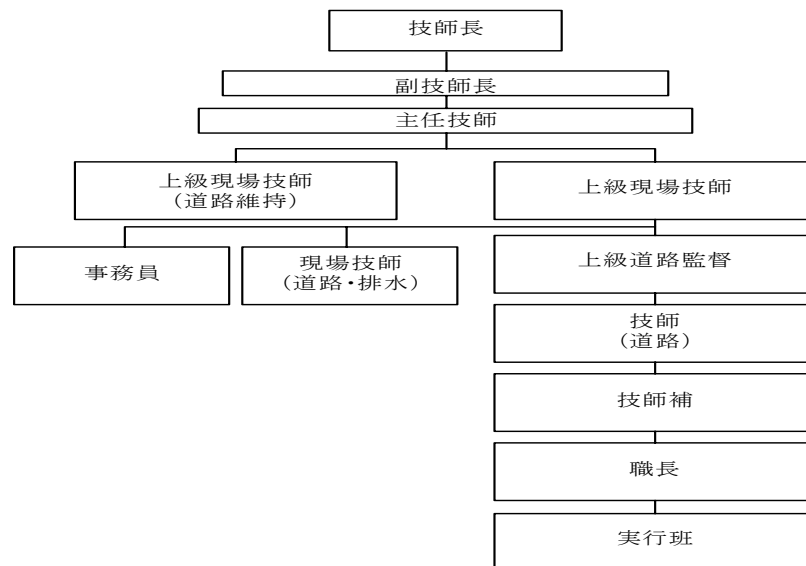 技師長
副技師長
主任技師
上級現場技師
(道路維持)
上級現場技師
事務員
現場技師
(道路・排水)
上級道路監督
技師
(道路)
技師補
職長
実行班